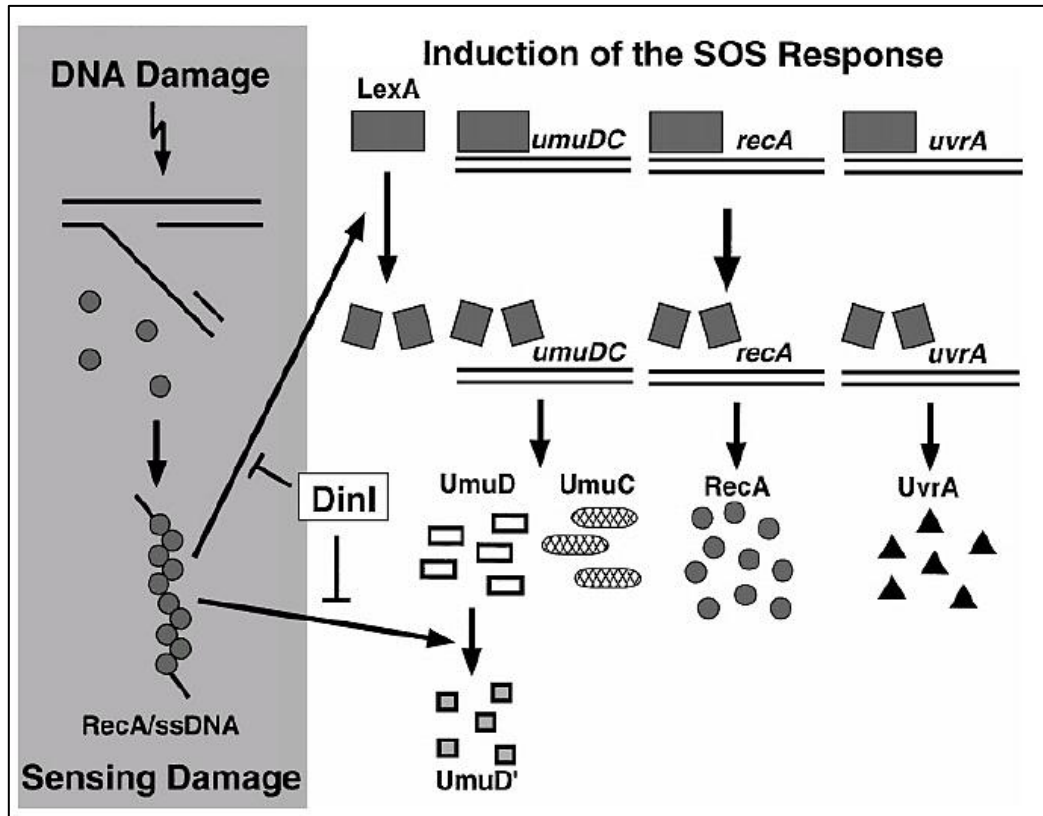 DNA Damage
Induction of the SOS Response
LexA
umuDC
recA
uvrA
umuDC
recA
uvrA
DinI
UmuD
UmuC
RecA
UvrA
RecA/ssDNA
UmuD'
Sensing Damage